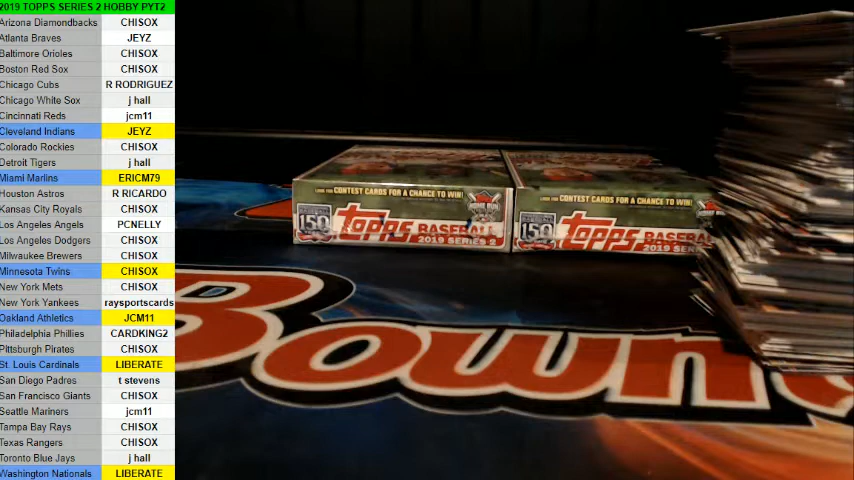 2019 TOPPS SERIES 2 HOBBY PYT2
Arizona Diamondbacks CHISOX
Atlanta Braves JEYZ
Baltimore Orioles CHISOX
Boston Red Sox CHISOX
Chicago Cubs R RODRIGUEZ
Chicago White Sox j hall
Cincinnati Reds jcm11
Cleveland Indians JEYZ
Colorado Rockies CHISOX
Detroit Tigers j hall
Miami Marlins ERICM79
Houston Astros R RICARDO
Kansas City Royals CHISOX
Los Angeles Angels PCNELLY
Los Angeles Dodgers CHISOX
Milwaukee Brewers CHISOX
Minnesota Twins CHISOX
New York Mets CHISOX
New York Yankees raysportscards
Oakland Athletics JCM11
Philadelphia Phillies CARDKING2
Pittsburgh Pirates CHISOX
St. Louis Cardinals LIBERATE
San Diego Padres t stevens
San Francisco Giants CHISOX
Seattle Mariners jcm11
Tampa Bay Rays CHISOX
Texas Rangers CHISOX
Toronto Blue Jays j hall
Washington Nationals LIBERATE
LOOK FOR CONTEST CARDS FOR A CHANCE TO WIN!
HOME RUN
150
topps BASEBALL
2019 SERIES 2
LOOK FOR CONTEST CARDS FOR A CHANCE TO WIN!
150
topps BASEBALL
2019 SERIES
Bowm